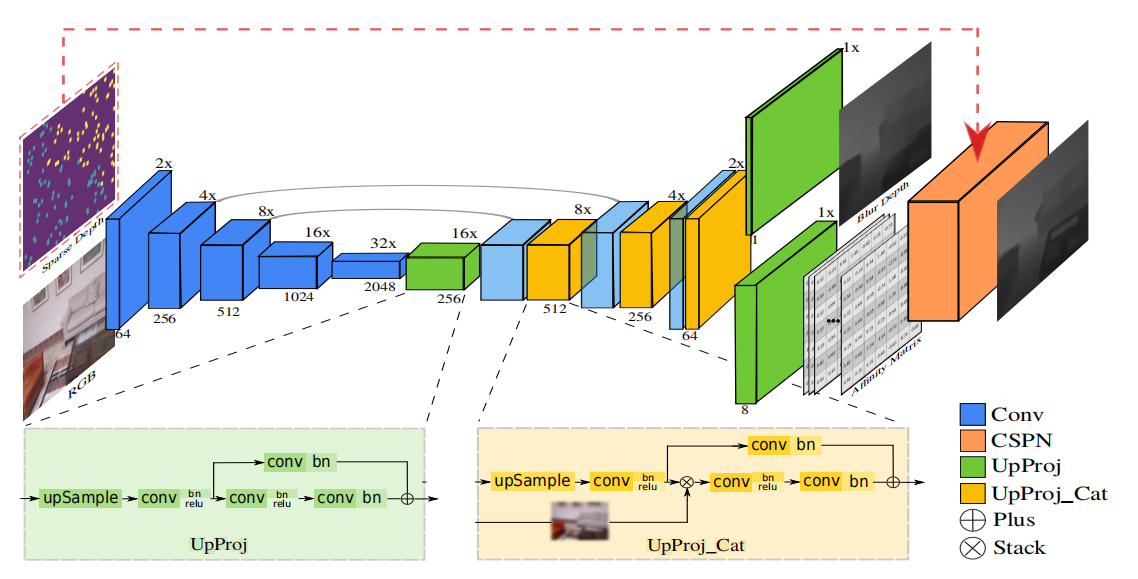 Sparse Depth
RGB
2x
64
4x
256
8x
512
16x
1024
32x
2048
16x
256
8x
512
4x
256
2x
64
1x
1
Blur Depth
1x
8
...
Affinity Matrix
upSample
conv
bn
relu
conv
bn
relu
conv bn
conv bn
UpProj
upSample
conv
bn
relu
conv
bn
relu
conv bn
conv bn
UpProj_Cat
Conv
CSPN
UpProj
UpProj_Cat
Plus
Stack